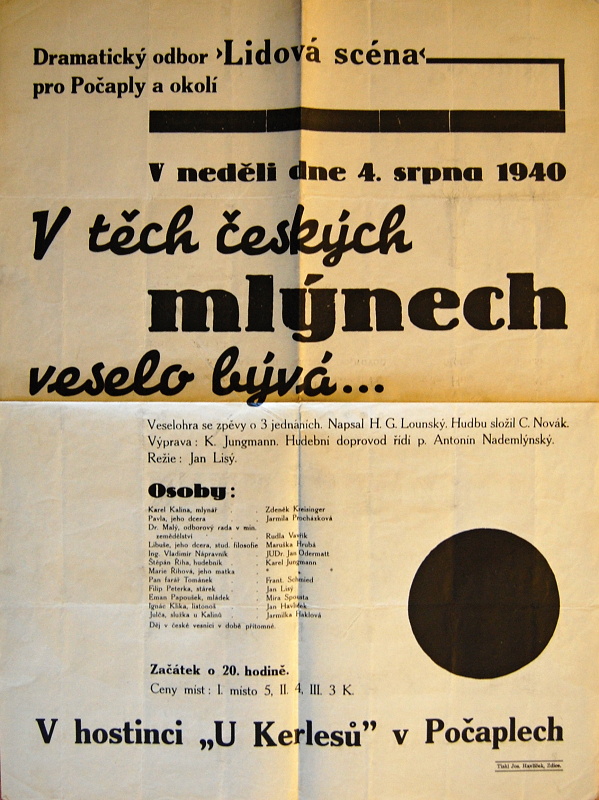 Dramatický odbor ›Lidová scéna‹
pro Počaply a okolí
V neděli dne 4. srpna 1940
V těch českých
mlýnech
veselo bývá...
Veselohra se zpěvy o 3 jednáních. Napsal H. G. Lounský. Hudbu složil C. Novák.
Výprava: K. Jungmann. Hudební doprovod řídí p. Antonín Nademlýnský.
Režie: Jan Lisý.
Osoby:
Karel Kalina, mlynář . . Zdeněk Kreisinger
Pavla, jeho dcera . . Jarmila Procházková
Dr. Malý, odborový rada v min.
zemědělství . . Rudla Vavřík
Libuše, jeho dcera, stud. filosofie Maruška Hrubá
Ing. Vladimír Nápravník . JUDr. Jan Odermatt
Štěpán Říha, hudebník . . Karel Jungmann
Marie Říhová, jeho matka . * * *
Pan farář Tománek . . Frant. Schmied
Filip Peterka, stárek . . Jan Lisý
Eman Papoušek, mládek . Míra Spousta
Ignác Klika, listonoš . . Jan Havlíček
Julča, služka u Kalinů . . Jarmilka Haklová
Děj v české vesnici v době přítomné.
Začátek o 20. hodině.
Ceny míst: I. místo 5, II. 4, III. 3 K.
V hostinci „U Kerlesů” v Počaplech
Tiskl Jos. Havlíček, Zdice.